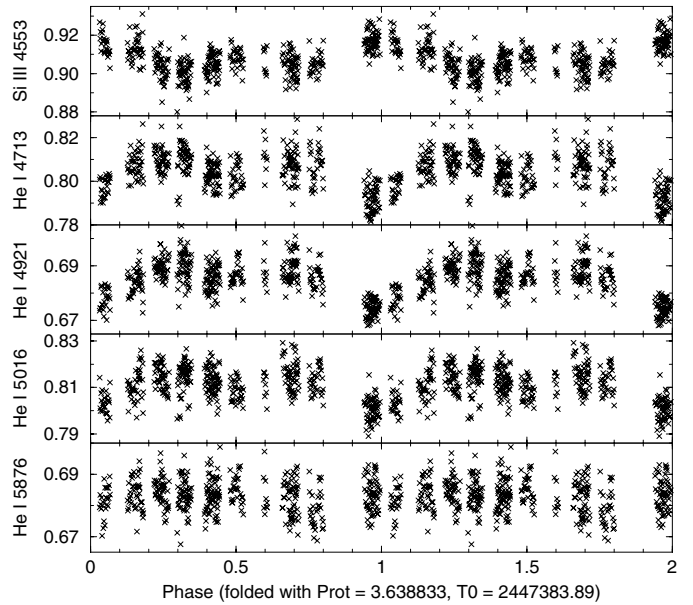 Si III 4553
0.92
0.90
0.88
He I 4713
0.82
0.80
0.78
He I 4921
0.69
0.67
He I 5016
0.83
0.81
0.79
He I 5876
0.69
0.67
0 0.5 1 1.5 2
Phase (folded with Prot = 3.638833, T0 = 2447383.89)